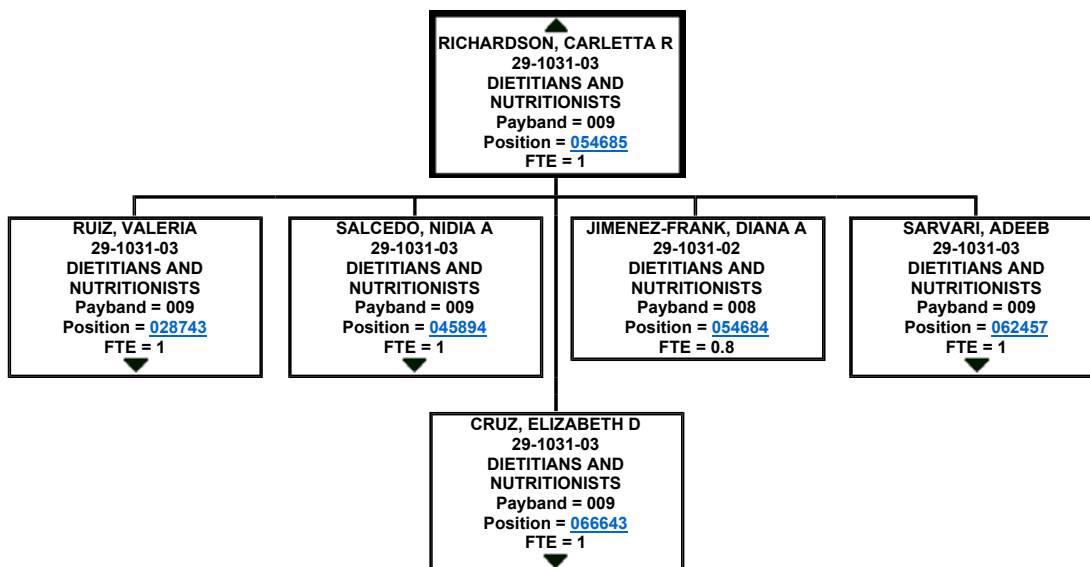 RICHARDSON, CARLETTA R
29-1031-03
DIETITIANS AND
NUTRITIONISTS
Payband = 009
Position = 054685
FTE = 1
RUIZ, VALERIA
29-1031-03
DIETITIANS AND
NUTRITIONISTS
Payband = 009
Position = 028743
FTE = 1
SALCEDO, NIDIA A
29-1031-03
DIETITIANS AND
NUTRITIONISTS
Payband = 009
Position = 045894
FTE = 1
JIMENEZ-FRANK, DIANA A
29-1031-02
DIETITIANS AND
NUTRITIONISTS
Payband = 008
Position = 054684
FTE = 0.8
SARVARI, ADEEB
29-1031-03
DIETITIANS AND
NUTRITIONISTS
Payband = 009
Position = 062457
FTE = 1
CRUZ, ELIZABETH D
29-1031-03
DIETITIANS AND
NUTRITIONISTS
Payband = 009
Position = 066643
FTE = 1